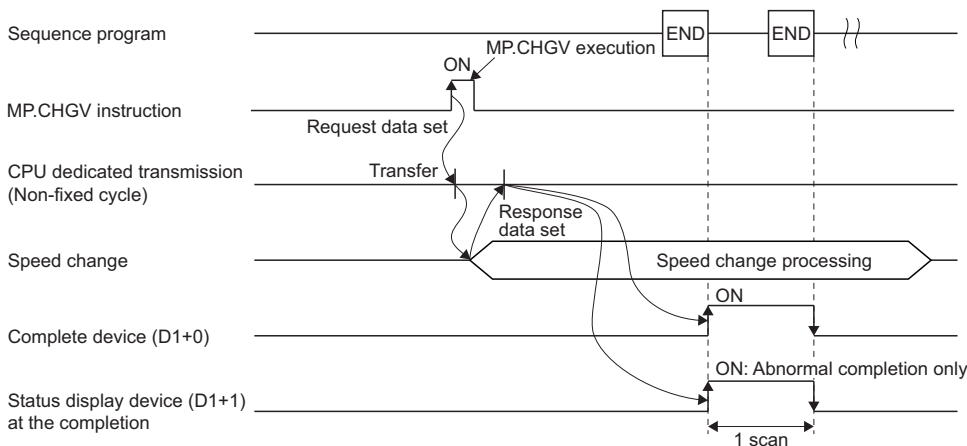 Sequence program
END
END
MP.CHGV execution
ON
MP.CHGV instruction
Request data set
CPU dedicated transmission
(Non-fixed cycle)
Transfer
Response
data set
Speed change
Speed change processing
ON
Complete device (D1+0)
ON: Abnormal completion only
Status display device (D1+1)
at the completion
1 scan